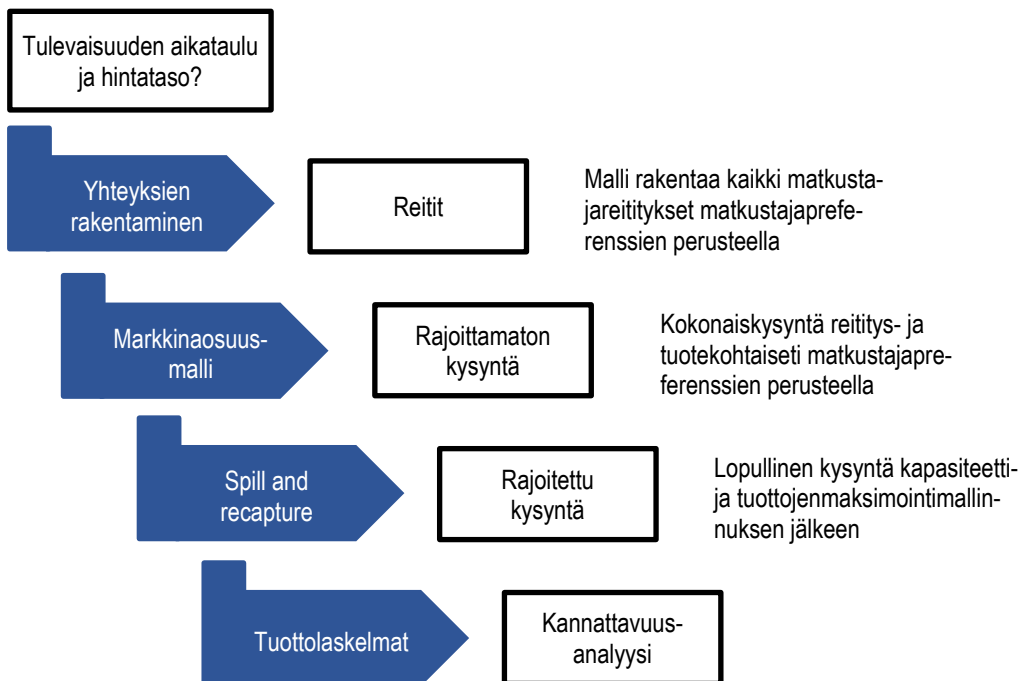 Tulevaisuuden aikataulu
ja hintataso?
Yhteyksien
rakentaminen
Reitit
Malli rakentaa kaikki matkusta-
jareititykset matkustajaprefe-
renssien perusteella
Markkinaosuus-
malli
Rajoittamaton
kysyntä
Kokonaiskysyntä reititys- ja
tuotekohtaiseti matkustajapre-
ferenssien perusteella
Spill and
recapture
Rajoitettu
kysyntä
Lopullinen kysyntä kapasiteetti-
ja tuottojenmaksimointimallin-
nuksen jälkeen
Tuottolaskelmat
Kannattavuus-
analyysi